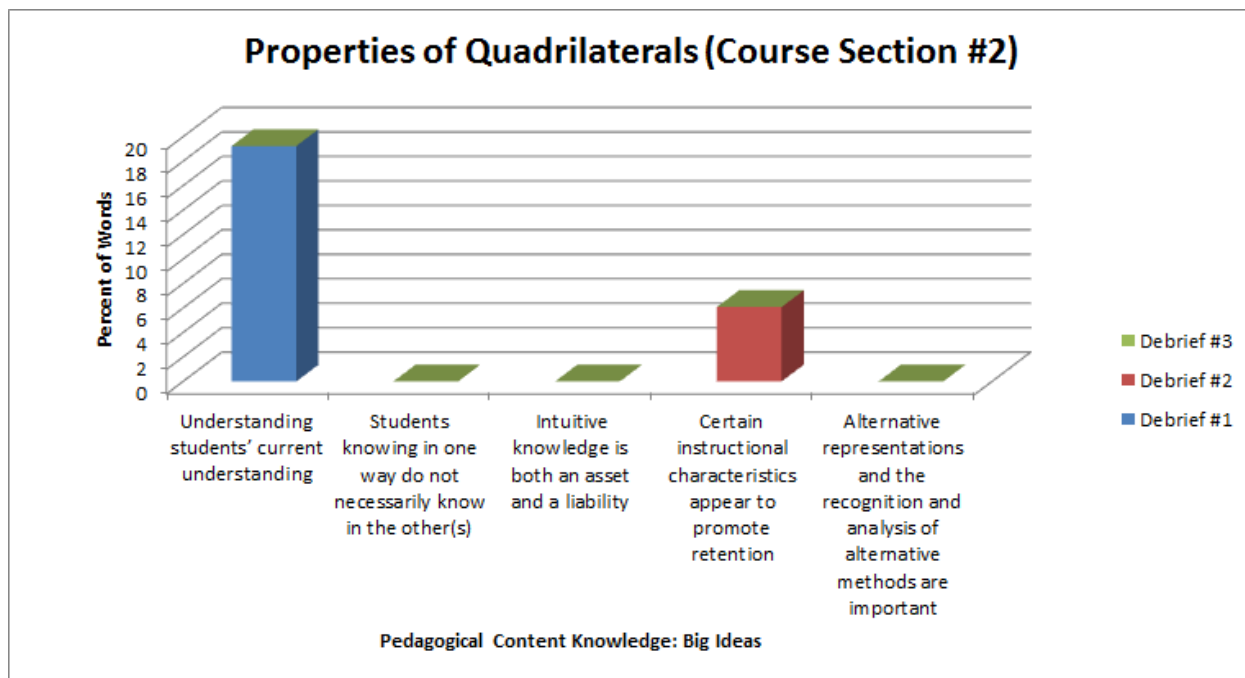 Properties of Quadrilaterals (Course Section #2)
Percent of Words
20
18
16
14
12
10
8
6
4
2
0
Understanding
students’ current
understanding
Students
knowing in one
way do not
necessarily know
in the other(s)
Intuitive
knowledge is
both an asset
and a liability
Certain
instructional
characteristics
appear to
promote
retention
Alternative
representations
and the
recognition and
analysis of
alternative
methods are
important
Pedagogical Content Knowledge: Big Ideas
Debrief #3
Debrief #2
Debrief #1